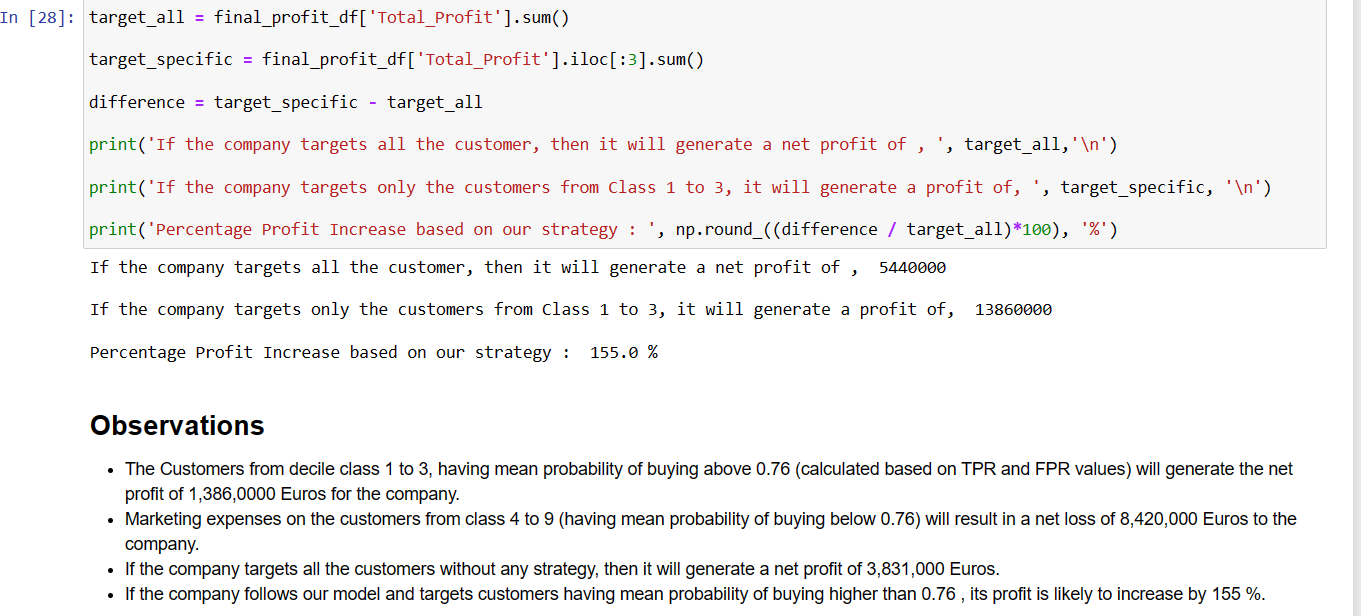 In [28]: target_all = final_profit_df['Total_Profit'].sum()
target_specific = final_profit_df['Total_Profit'].iloc[:3].sum()
difference = target_specific - target_all
print('If the company targets all the customer, then it will generate a net profit of , ', target_all,'\n')
print('If the company targets only the customers from Class 1 to 3, it will generate a profit of, ', target_specific, '\n')
print('Percentage Profit Increase based on our strategy : ', np.round_((difference / target_all)*100), '%')
If the company targets all the customer, then it will generate a net profit of ,  5440000
If the company targets only the customers from Class 1 to 3, it will generate a profit of,  13860000
Percentage Profit Increase based on our strategy :  155.0 %
Observations
• The Customers from decile class 1 to 3, having mean probability of buying above 0.76 (calculated based on TPR and FPR values) will generate the net
profit of 1,386,0000 Euros for the company.
• Marketing expenses on the customers from class 4 to 9 (having mean probability of buying below 0.76) will result in a net loss of 8,420,000 Euros to the
company.
• If the company targets all the customers without any strategy, then it will generate a net profit of 3,831,000 Euros.
• If the company follows our model and targets customers having mean probability of buying higher than 0.76 , its profit is likely to increase by 155 %.